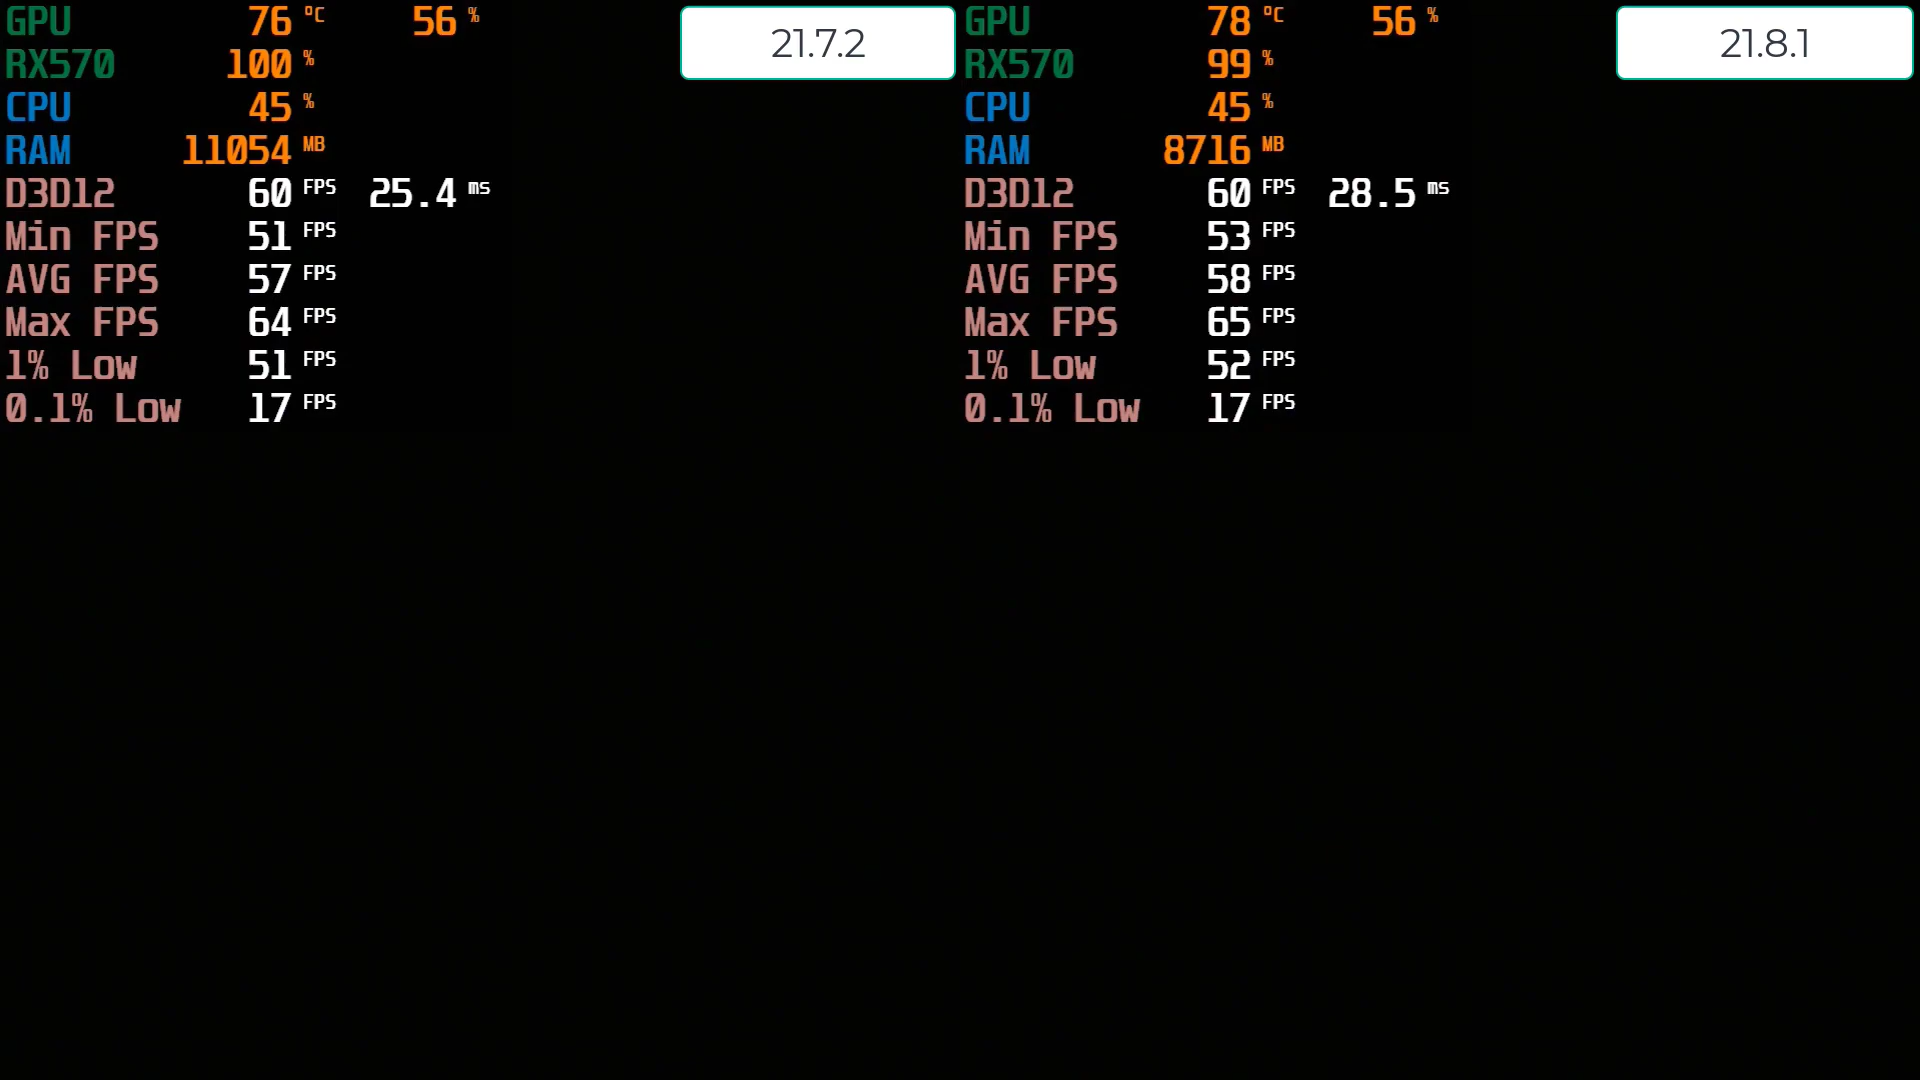 GPU 76 °C 56 %
RX570 100 %
CPU 45 %
RAM 11054 MB
D3D12 60 FPS 25.4 ms
Min FPS 51 FPS
AVG FPS 57 FPS
Max FPS 64 FPS
1% Low 51 FPS
0.1% Low 17 FPS
21.7.2
GPU 78 °C 56 %
RX570 99 %
CPU 45 %
RAM 8716 MB
D3D12 60 FPS 28.5 ms
Min FPS 53 FPS
AVG FPS 58 FPS
Max FPS 65 FPS
1% Low 52 FPS
0.1% Low 17 FPS
21.8.1